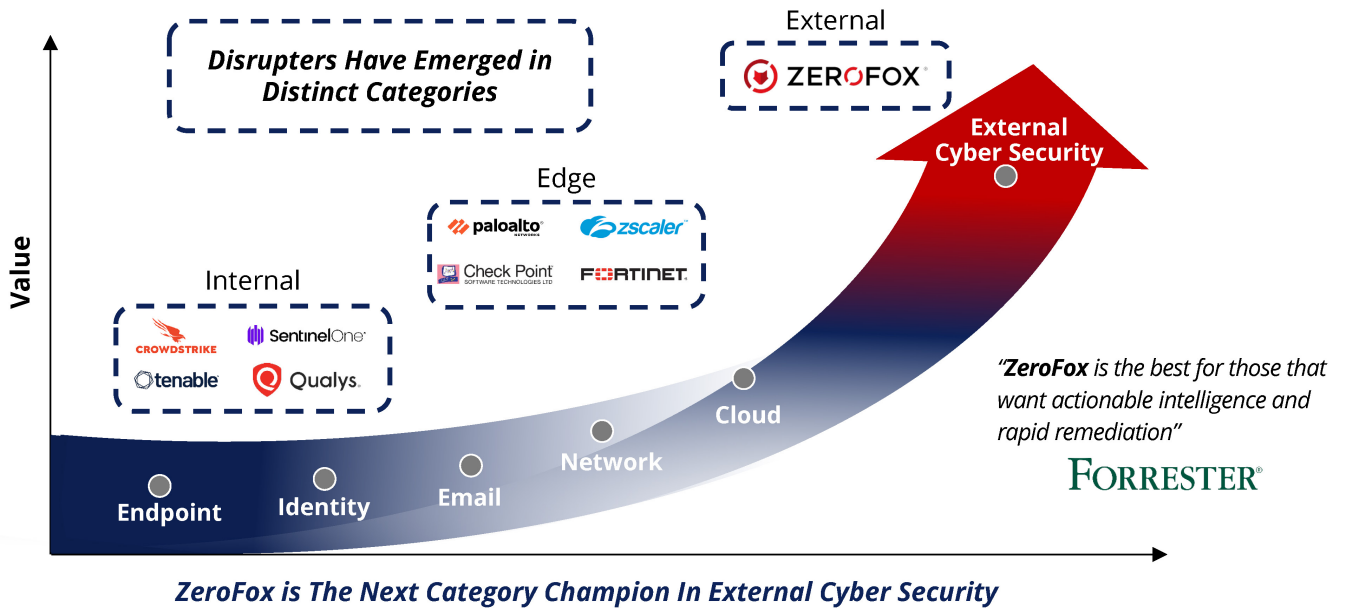 External
Disrupters Have Emerged in
Distinct Categories
ZEROFOX®
External
Cyber Security
Edge
paloalto®
NETWORKS
zscaler™
Check Point®
SOFTWARE TECHNOLOGIES LTD
FORTINET®
Value
Internal
CROWDSTRIKE
SentinelOne®
tenable®
Qualys®
“ZeroFox is the best for those that
want actionable intelligence and
rapid remediation”
FORRESTER®
Cloud
Network
Email
Identity
Endpoint
ZeroFox is The Next Category Champion In External Cyber Security